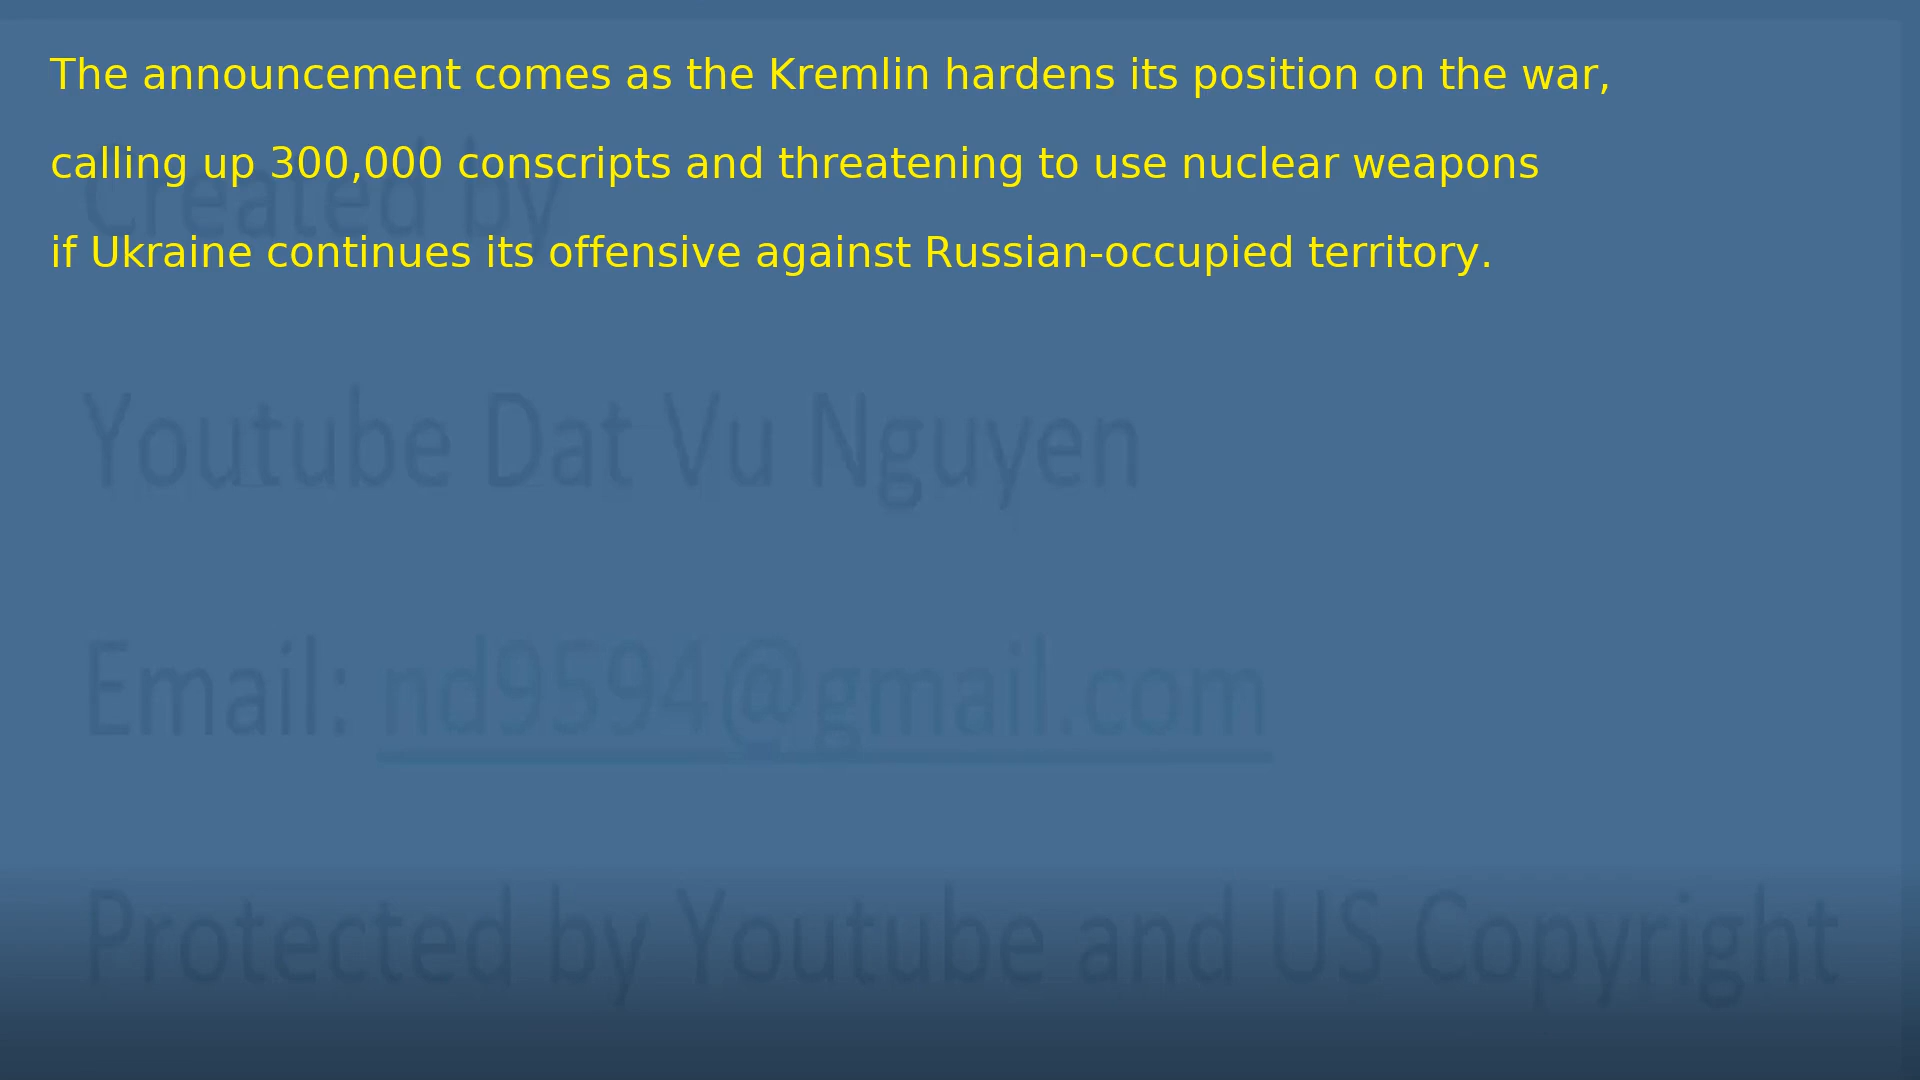 The announcement comes as the Kremlin hardens its position on the war,
calling up 300,000 conscripts and threatening to use nuclear weapons
Created by
if Ukraine continues its offensive against Russian-occupied territory.
Youtube Dat Vu Nguyen
Email: nd9594@gmail.com
Protected by Youtube and US Copyright